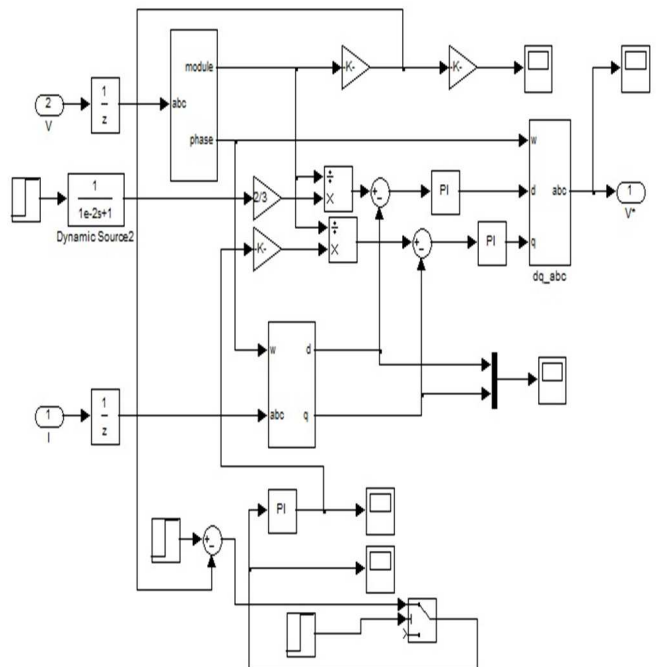 module
-K-
-K-
2
V
1
z
abc
phase
w
d
abc
q
dq_abc
1
V*
1
1e-2s+1
Dynamic Source2
2/3
÷
X
+
-
PI
-K-
÷
X
+
-
PI
w
d
abc
q
1
I
1
z
PI
+
-